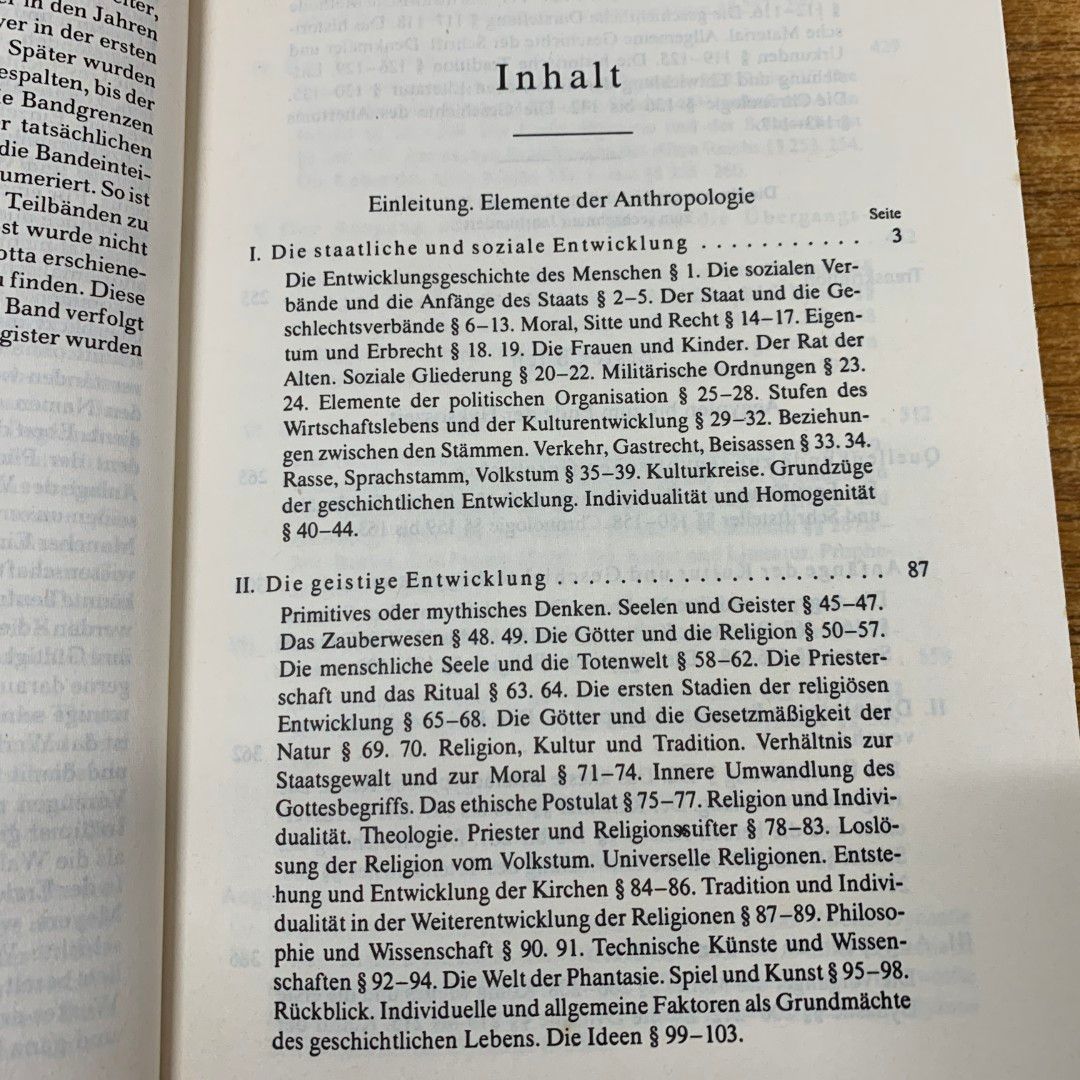 eiter,
er in den Jahren
ver in der ersten
Später wurden
espalten, bis der
e Bandgrenzen
r tatsächlichen
die Bandeintei-
umeriert. So ist
Teilbänden zu
st wurde nicht
otta erschiene-
finden. Diese
Band verfolgt
gister wurden
Inhalt
Einleitung. Elemente der Anthropologie
Seite
I. Die staatliche und soziale Entwicklung . . . . . . . . . . . 3
Die Entwicklungsgeschichte des Menschen § 1. Die sozialen Ver-
bände und die Anfänge des Staats § 2–5. Der Staat und die Ge-
schlechtsverbände § 6–13. Moral, Sitte und Recht § 14–17. Eigen-
tum und Erbrecht § 18. 19. Die Frauen und Kinder. Der Rat der
Alten. Soziale Gliederung § 20–22. Militärische Ordnungen § 23.
24. Elemente der politischen Organisation § 25–28. Stufen des
Wirtschaftslebens und der Kulturentwicklung § 29–32. Beziehun-
gen zwischen den Stämmen. Verkehr, Gastrecht, Beisassen § 33. 34.
Rasse, Sprachstamm, Volkstum § 35–39. Kulturkreise. Grundzüge
der geschichtlichen Entwicklung. Individualität und Homogenität
§ 40–44.
II. Die geistige Entwicklung . . . . . . . . . . . . . . . . . . . . . . 87
Primitives oder mythisches Denken. Seelen und Geister § 45–47.
Das Zauberwesen § 48. 49. Die Götter und die Religion § 50–57.
Die menschliche Seele und die Totenwelt § 58–62. Die Priester-
schaft und das Ritual § 63. 64. Die ersten Stadien der religiösen
Entwicklung § 65–68. Die Götter und die Gesetzmäßigkeit der
Natur § 69. 70. Religion, Kultur und Tradition. Verhältnis zur
Staatsgewalt und zur Moral § 71–74. Innere Umwandlung des
Gottesbegriffs. Das ethische Postulat § 75–77. Religion und Indivi-
dualität. Theologie. Priester und Religionsstifter § 78–83. Loslö-
sung der Religion vom Volkstum. Universelle Religionen. Entste-
hung und Entwicklung der Kirchen § 84–86. Tradition und Indivi-
dualität in der Weiterentwicklung der Religionen § 87–89. Philoso-
phie und Wissenschaft § 90. 91. Technische Künste und Wissen-
schaften § 92–94. Die Welt der Phantasie. Spiel und Kunst § 95–98.
Rückblick. Individuelle und allgemeine Faktoren als Grundmächte
des geschichtlichen Lebens. Die Ideen § 99–103.